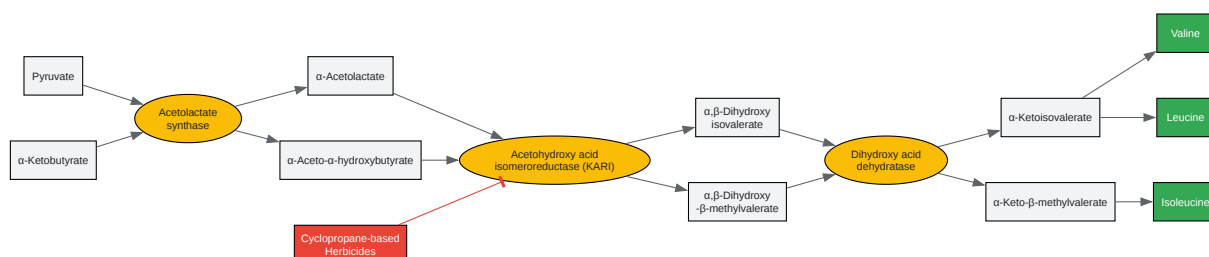 Pyruvate
α-Ketobutyrate
Acetolactate
synthase
α-Acetolactate
α-Aceto-α-hydroxybutyrate
Cyclopropane-based
Herbicides
Acetohydroxy acid
isomeroreductase (KARI)
α,β-Dihydroxy
isovalerate
α,β-Dihydroxy
-β-methylvalerate
Dihydroxy acid
dehydratase
α-Ketoisovalerate
α-Keto-β-methylvalerate
Valine
Leucine
Isoleucine